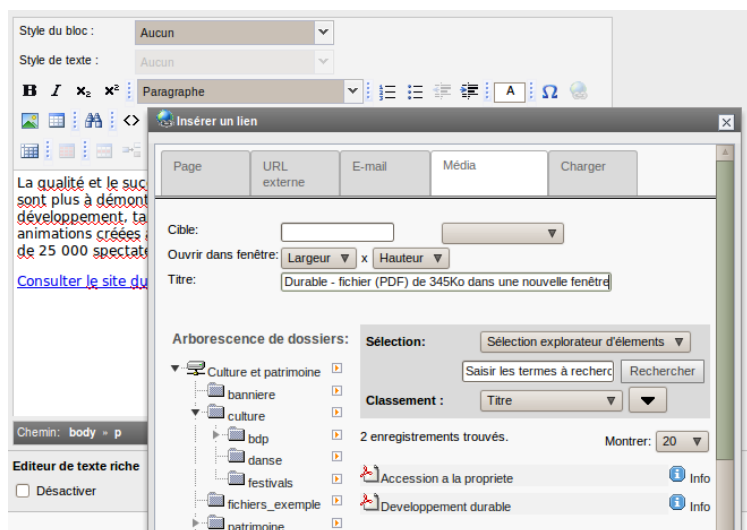 Style du bloc :
Aucun
Style de texte :
Aucun
B I x₂ x²
Paragraphe
A Ω
Insérer un lien
Page
URL externe
E-mail
Média
Charger
La qualité et le suc
sont plus à démont
développement, ta
animations créées
de 25 000 spectate
Consulter le site du
Cible:
Ouvrir dans fenêtre:
Largeur
x
Hauteur
Titre:
Durable - fichier (PDF) de 345Ko dans une nouvelle fenêtre
Arborescence de dossiers:
Culture et patrimoine
banniere
culture
bdp
danse
festivals
fichiers_exemple
patrimoine
Sélection:
Sélection explorateur d'élements
Saisir les termes à recherc
Rechercher
Classement :
Titre
2 enregistrements trouvés.
Montrer: 20
Accession a la propriete
Info
Developpement durable
Info
Chemin: body » p
Editeur de texte riche
Désactiver